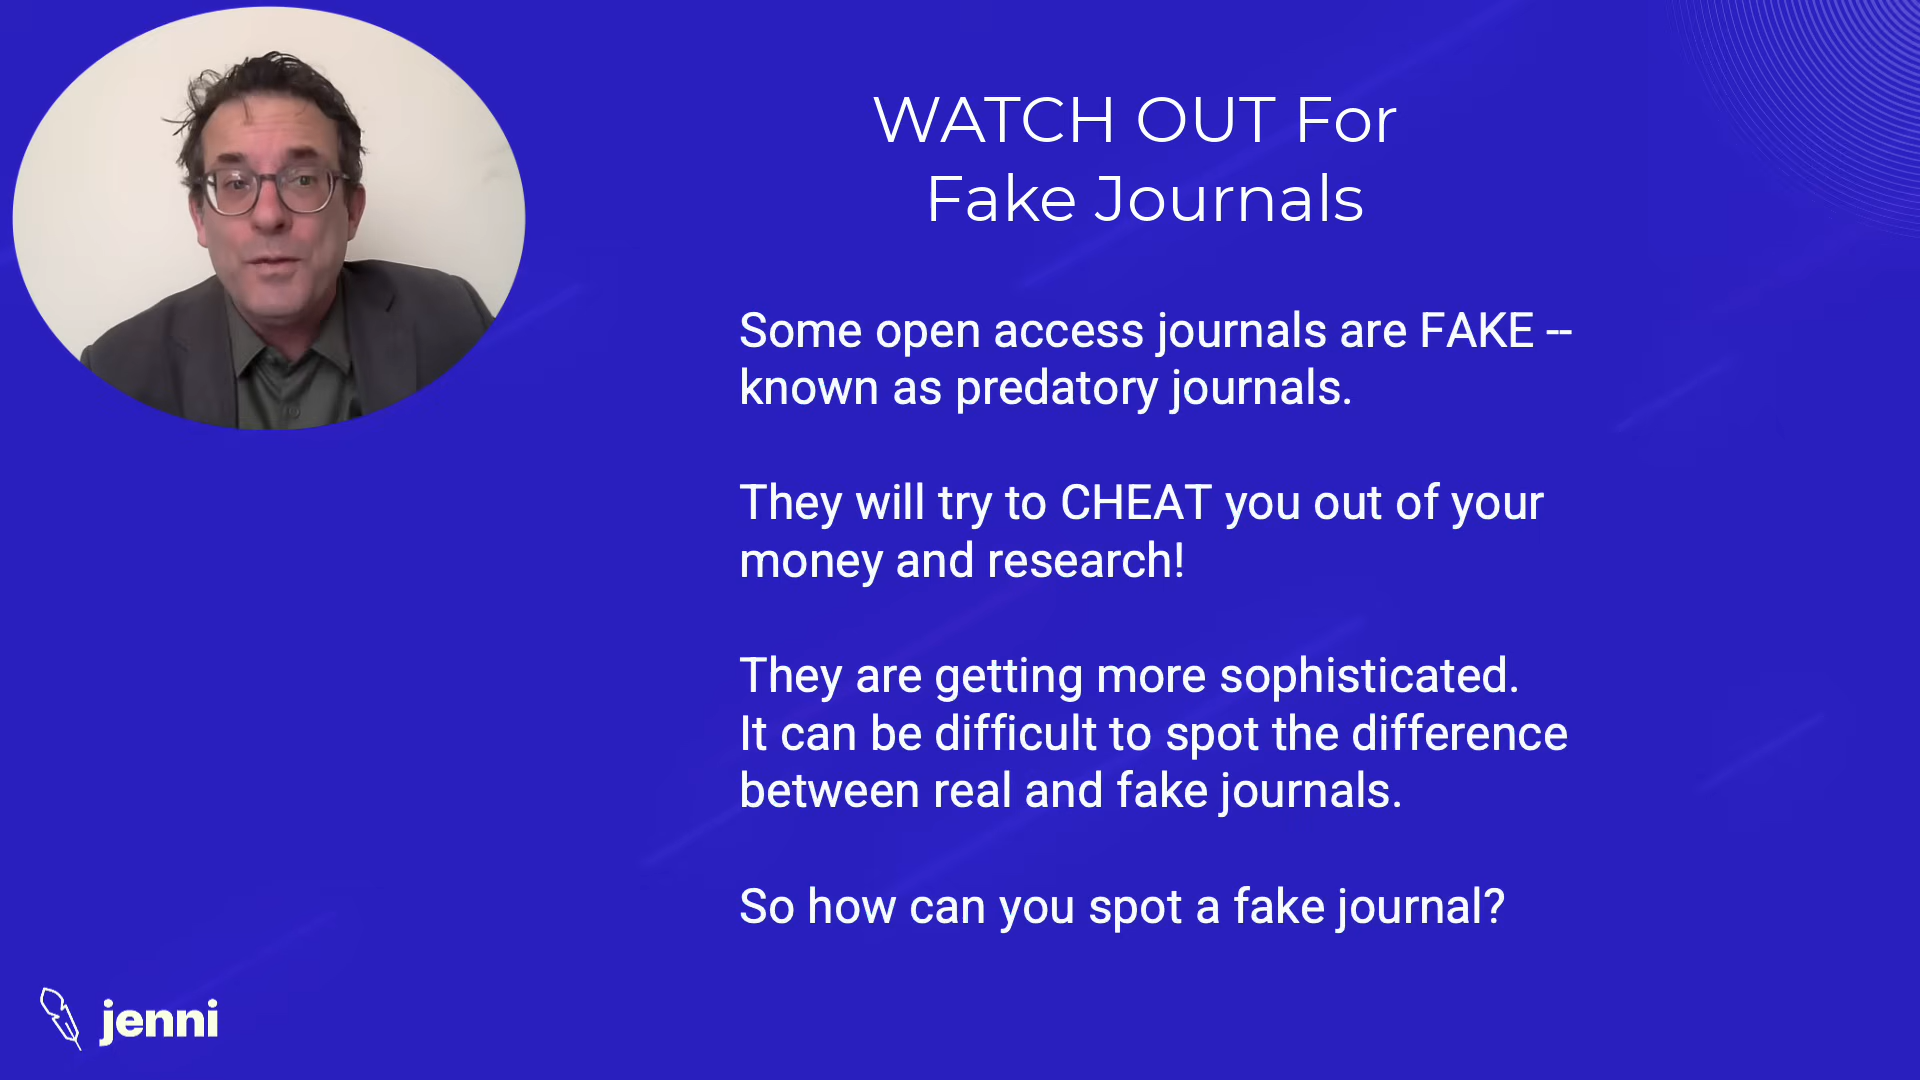 WATCH OUT For
Fake Journals
Some open access journals are FAKE --
known as predatory journals.
They will try to CHEAT you out of your
money and research!
They are getting more sophisticated.
It can be difficult to spot the difference
between real and fake journals.
So how can you spot a fake journal?
jenni